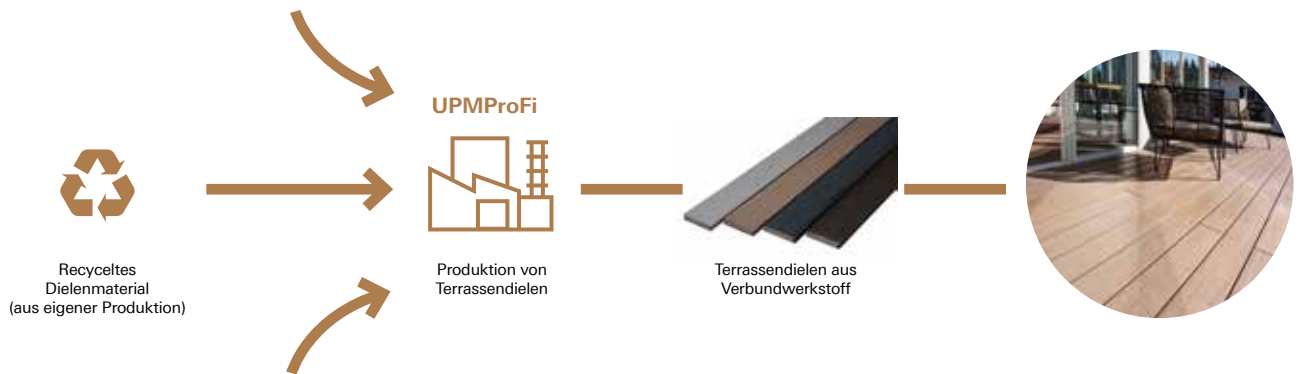 UPMProFi
Recyceltes
Dielenmaterial
(aus eigener Produktion)
Produktion von
Terrassendielen
Terrassendielen aus
Verbundwerkstoff